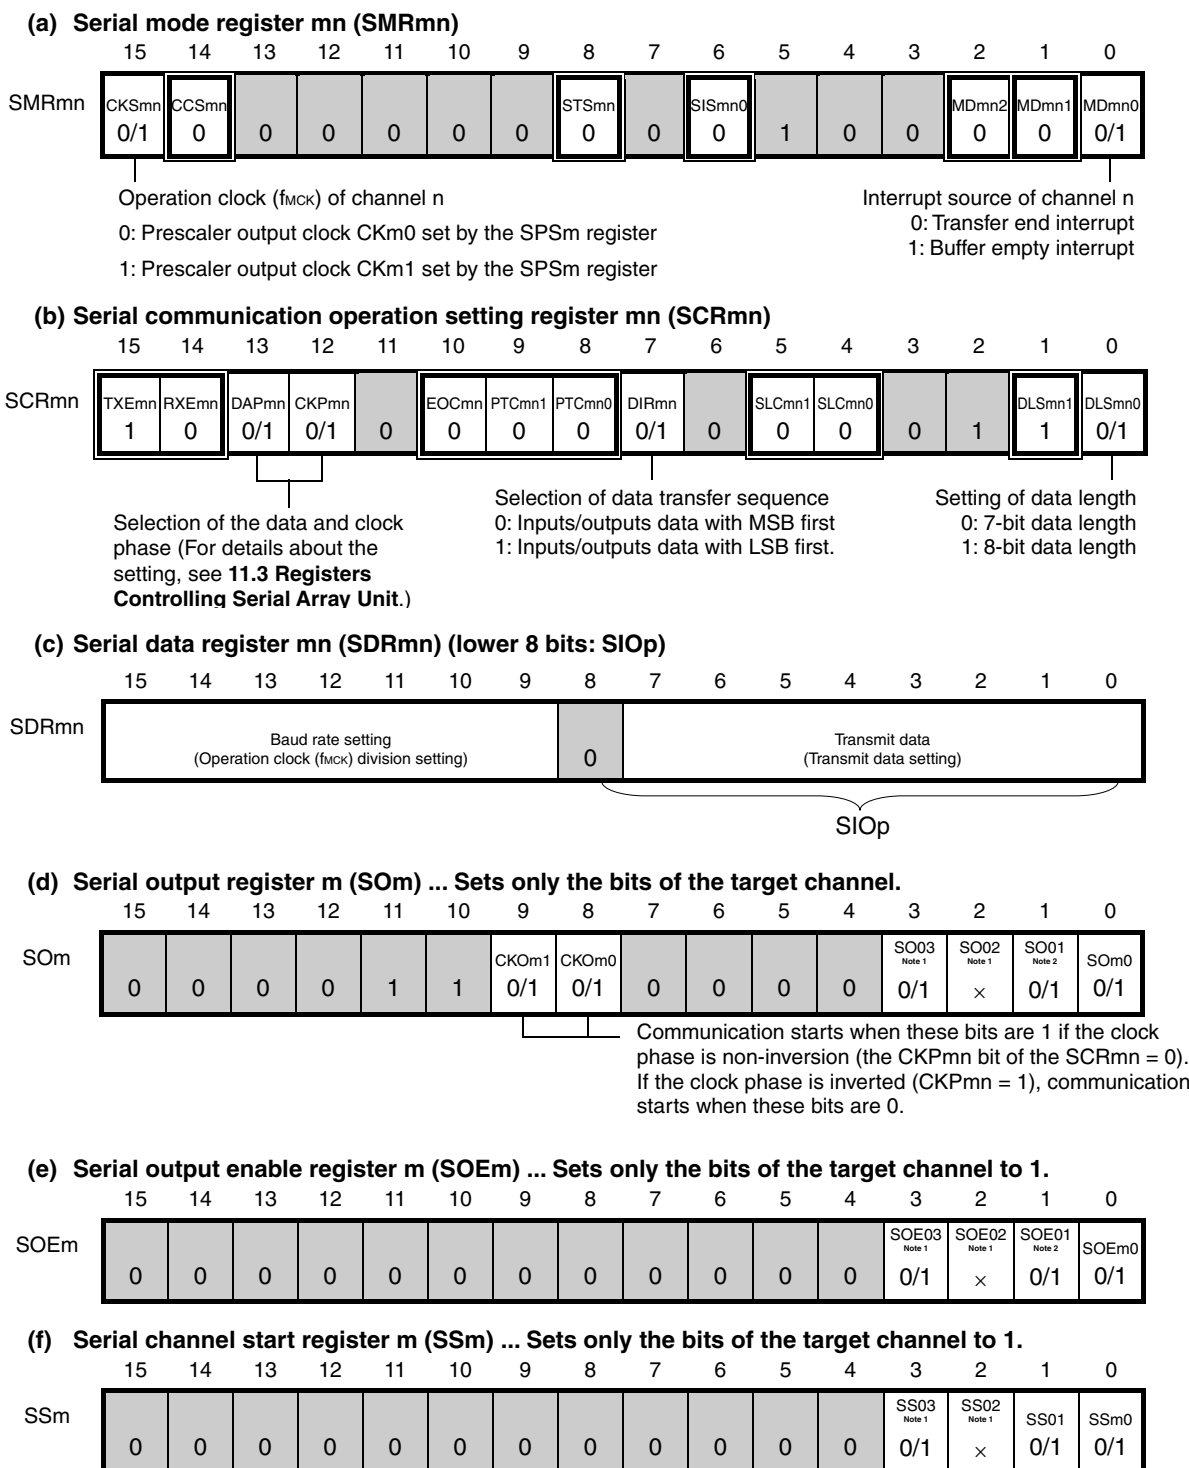 (a) Serial mode register mn (SMRmn)
15 14 13 12 11 10 9 8 7 6 5 4 3 2 1 0
SMRmn
CKSmn CCSmn STSmn SISmn0 MDmn2 MDmn1 MDmn0
0/1 0 0 0 0 0 0 0 0 0 1 0 0 0 0 0/1
Operation clock (fMCK) of channel n
0: Prescaler output clock CKm0 set by the SPSm register
1: Prescaler output clock CKm1 set by the SPSm register
Interrupt source of channel n
0: Transfer end interrupt
1: Buffer empty interrupt
(b) Serial communication operation setting register mn (SCRmn)
15 14 13 12 11 10 9 8 7 6 5 4 3 2 1 0
SCRmn
TXEmn RXEmn DAPmn CKPmn EOCmn PTCmn1 PTCmn0 DIRmn SLCmn1 SLCmn0 DLSmn1 DLSmn0
1 0 0/1 0/1 0 0 0 0 0/1 0 0 0 0 1 1 0/1
Selection of the data and clock
phase (For details about the
setting, see 11.3 Registers
Controlling Serial Array Unit.)
Selection of data transfer sequence
0: Inputs/outputs data with MSB first
1: Inputs/outputs data with LSB first.
Setting of data length
0: 7-bit data length
1: 8-bit data length
(c) Serial data register mn (SDRmn) (lower 8 bits: SIOp)
15 14 13 12 11 10 9 8 7 6 5 4 3 2 1 0
SDRmn
Baud rate setting
(Operation clock (fMCK) division setting)
0
Transmit data
(Transmit data setting)
SIOp
(d) Serial output register m (SOm) ... Sets only the bits of the target channel.
15 14 13 12 11 10 9 8 7 6 5 4 3 2 1 0
SOm
CKOm1 CKOm0 SO03 SO02 SO01 SOm0
Note 1 Note 1 Note 2
0 0 0 0 1 1 0/1 0/1 0 0 0 0 0/1 × 0/1 0/1
Communication starts when these bits are 1 if the clock
phase is non-inversion (the CKPmn bit of the SCRmn = 0).
If the clock phase is inverted (CKPmn = 1), communication
starts when these bits are 0.
(e) Serial output enable register m (SOEm) ... Sets only the bits of the target channel to 1.
15 14 13 12 11 10 9 8 7 6 5 4 3 2 1 0
SOEm
SOE03 SOE02 SOE01 SOEm0
Note 1 Note 1 Note 2
0 0 0 0 0 0 0 0 0 0 0 0 0/1 × 0/1 0/1
(f) Serial channel start register m (SSm) ... Sets only the bits of the target channel to 1.
15 14 13 12 11 10 9 8 7 6 5 4 3 2 1 0
SSm
SS03 SS02 SS01 SSm0
Note 1 Note 1
0 0 0 0 0 0 0 0 0 0 0 0 0/1 × 0/1 0/1